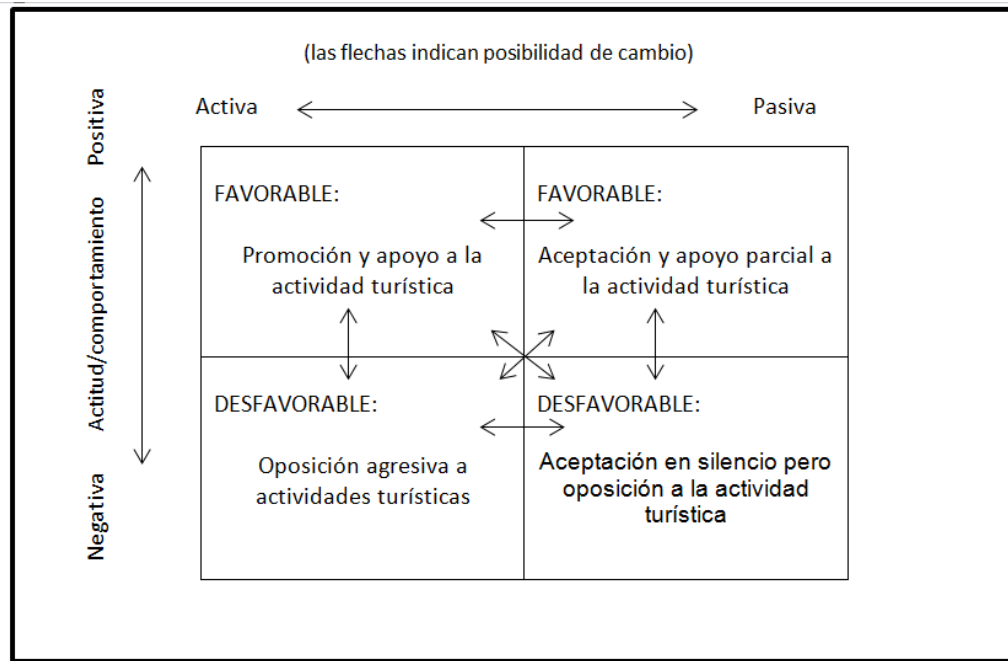 (las flechas indican posibilidad de cambio)
Activa
Pasiva
Positiva
Actitud/comportamiento
Negativa
FAVORABLE:
Promoción y apoyo a la
actividad turística
FAVORABLE:
Aceptación y apoyo parcial a
la actividad turística
DESFAVORABLE:
Oposición agresiva a
actividades turísticas
DESFAVORABLE:
Aceptación en silencio pero
oposición a la actividad
turística